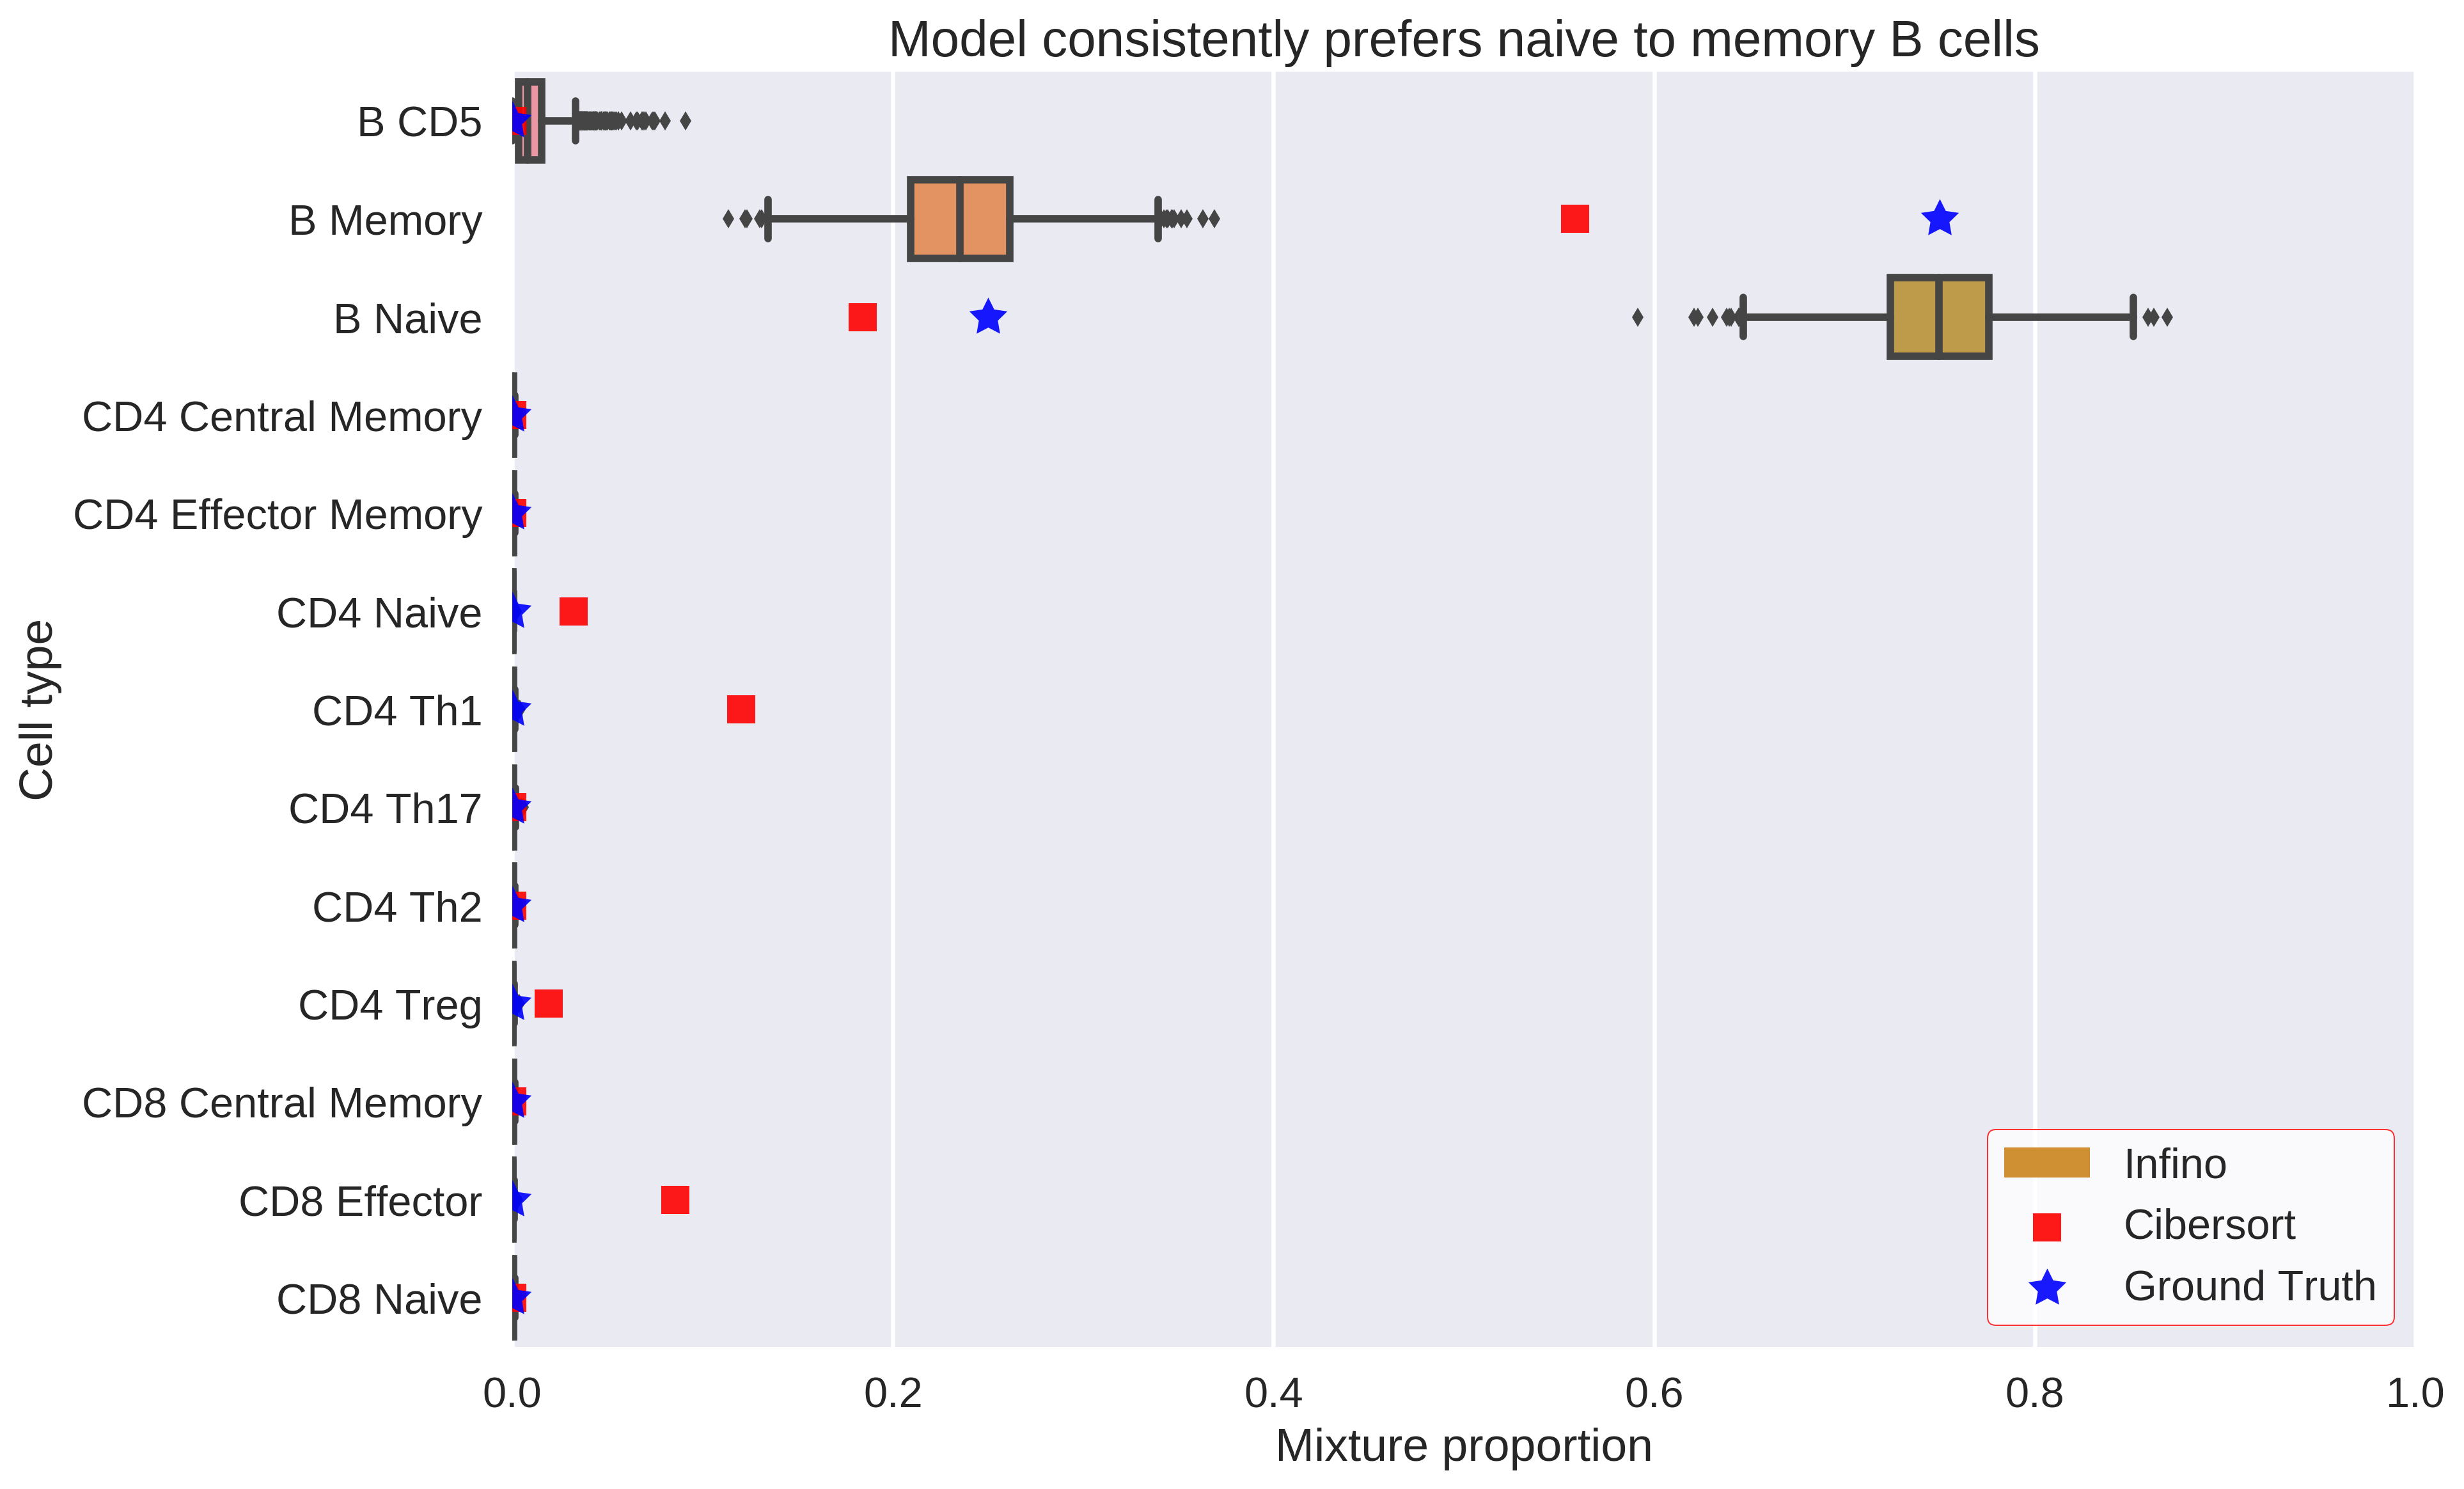 Model consistently prefers naive to memory B cells
B CD5
B Memory
B Naive
CD4 Central Memory
CD4 Effector Memory
CD4 Naive
CD4 Th1
CD4 Th17
CD4 Th2
CD4 Treg
CD8 Central Memory
CD8 Effector
CD8 Naive
Cell type
Infino
Cibersort
Ground Truth
0.0 0.2 0.4 0.6 0.8 1.0
Mixture proportion